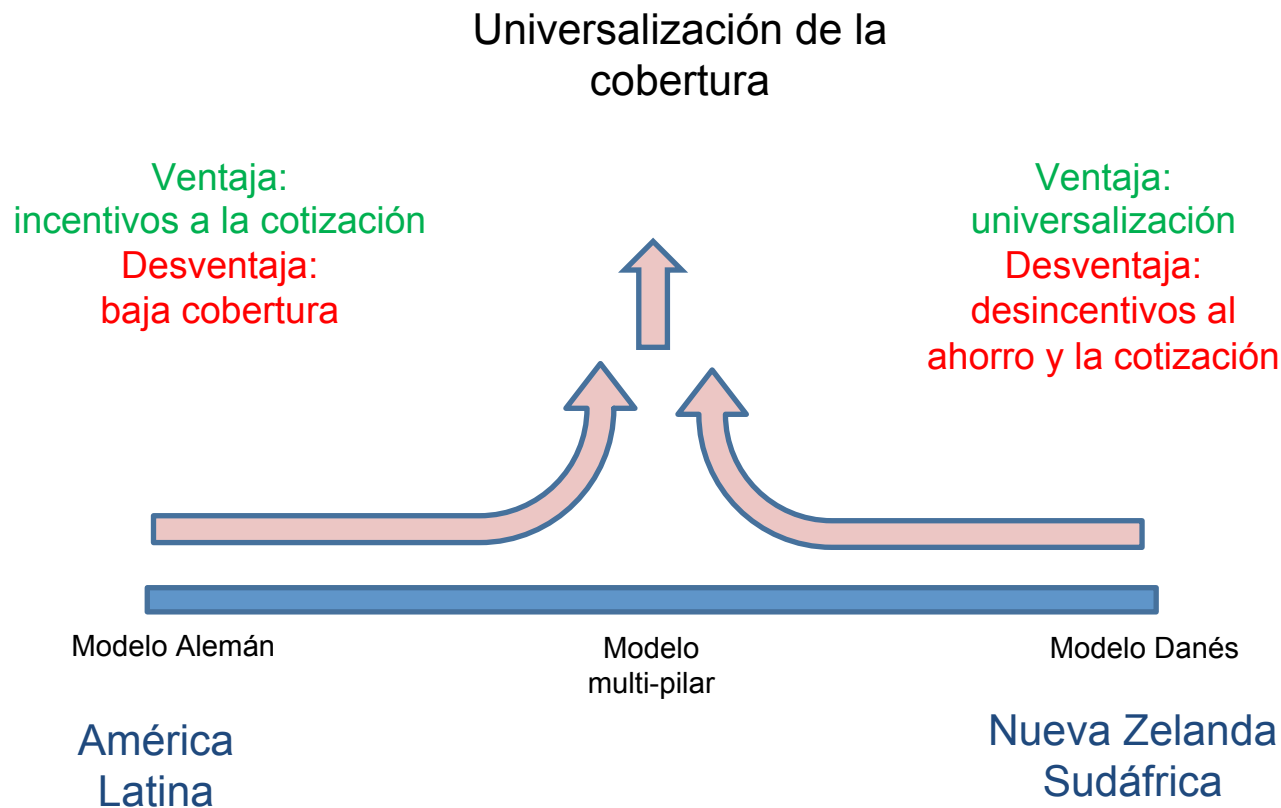 Universalización de la
cobertura
Ventaja:
incentivos a la cotización
Desventaja:
baja cobertura
Ventaja:
universalización
Desventaja:
desincentivos al
ahorro y la cotización
Modelo Alemán
Modelo
multi-pilar
Modelo Danés
América
Latina
Nueva Zelanda
Sudáfrica